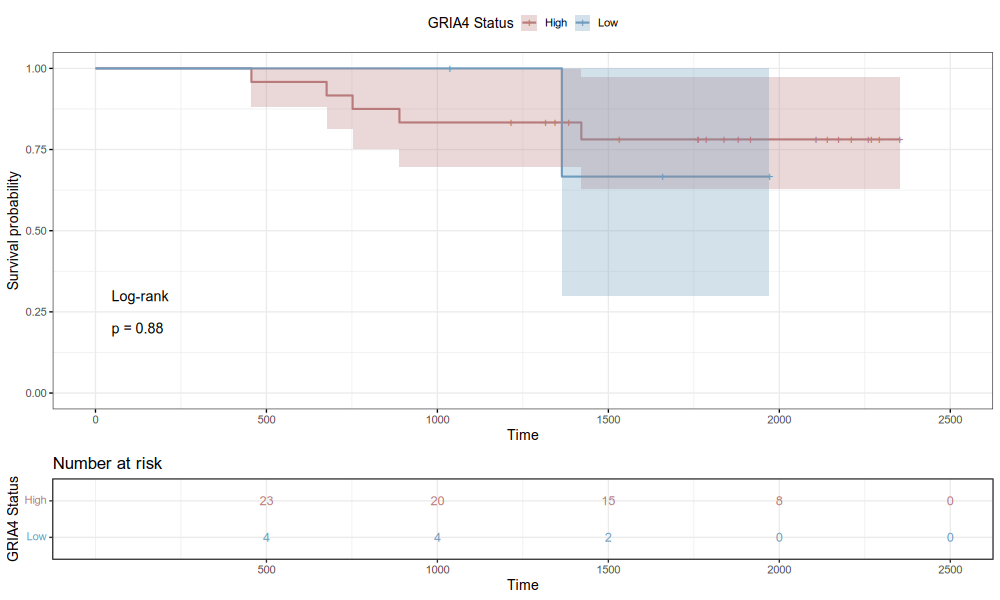 GRIA4 Status High Low
Survival probability
1.00
0.75
0.50
0.25
0.00
Log-rank
p = 0.88
0 500 1000 1500 2000 2500
Time
Number at risk
GRIA4 Status
High 23 20 15 8 0
Low 4 4 2 0 0
500 1000 1500 2000 2500
Time